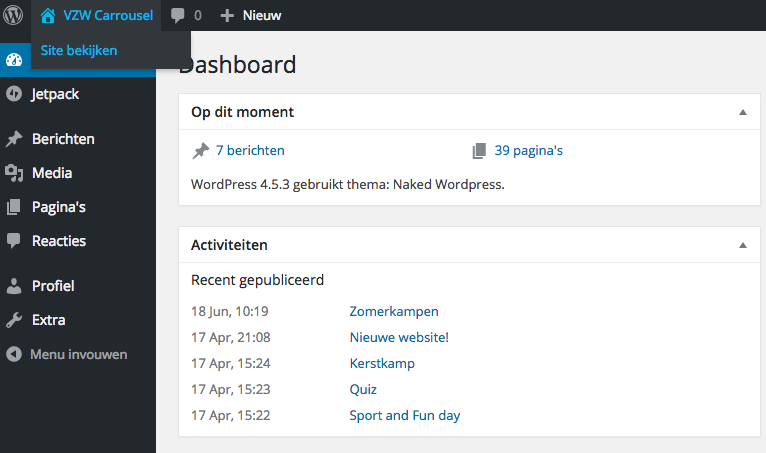 VZW Carrousel 0 Nieuw
Site bekijken
Dashboard
Jetpack
Berichten
Media
Pagina's
Reacties
Profiel
Extra
Menu invouwen
Op dit moment
7 berichten 39 pagina's
WordPress 4.5.3 gebruikt thema: Naked Wordpress.
Activiteiten
Recent gepubliceerd
18 Jun, 10:19 Zomerkampen
17 Apr, 21:08 Nieuwe website!
17 Apr, 15:24 Kerstkamp
17 Apr, 15:23 Quiz
17 Apr, 15:22 Sport and Fun day